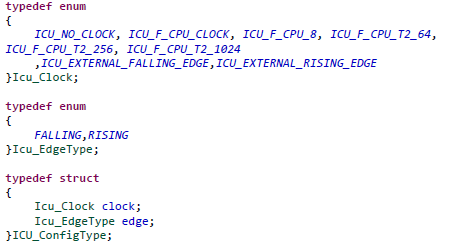 typedef enum
{
    ICU_NO_CLOCK, ICU_F_CPU_CLOCK, ICU_F_CPU_8, ICU_F_CPU_T2_64,
ICU_F_CPU_T2_256, ICU_F_CPU_T2_1024
    ,ICU_EXTERNAL_FALLING_EDGE,ICU_EXTERNAL_RISING_EDGE
}Icu_Clock;

typedef enum
{
    FALLING,RISING
}Icu_EdgeType;

typedef struct
{
    Icu_Clock clock;
    Icu_EdgeType edge;
}ICU_ConfigType;